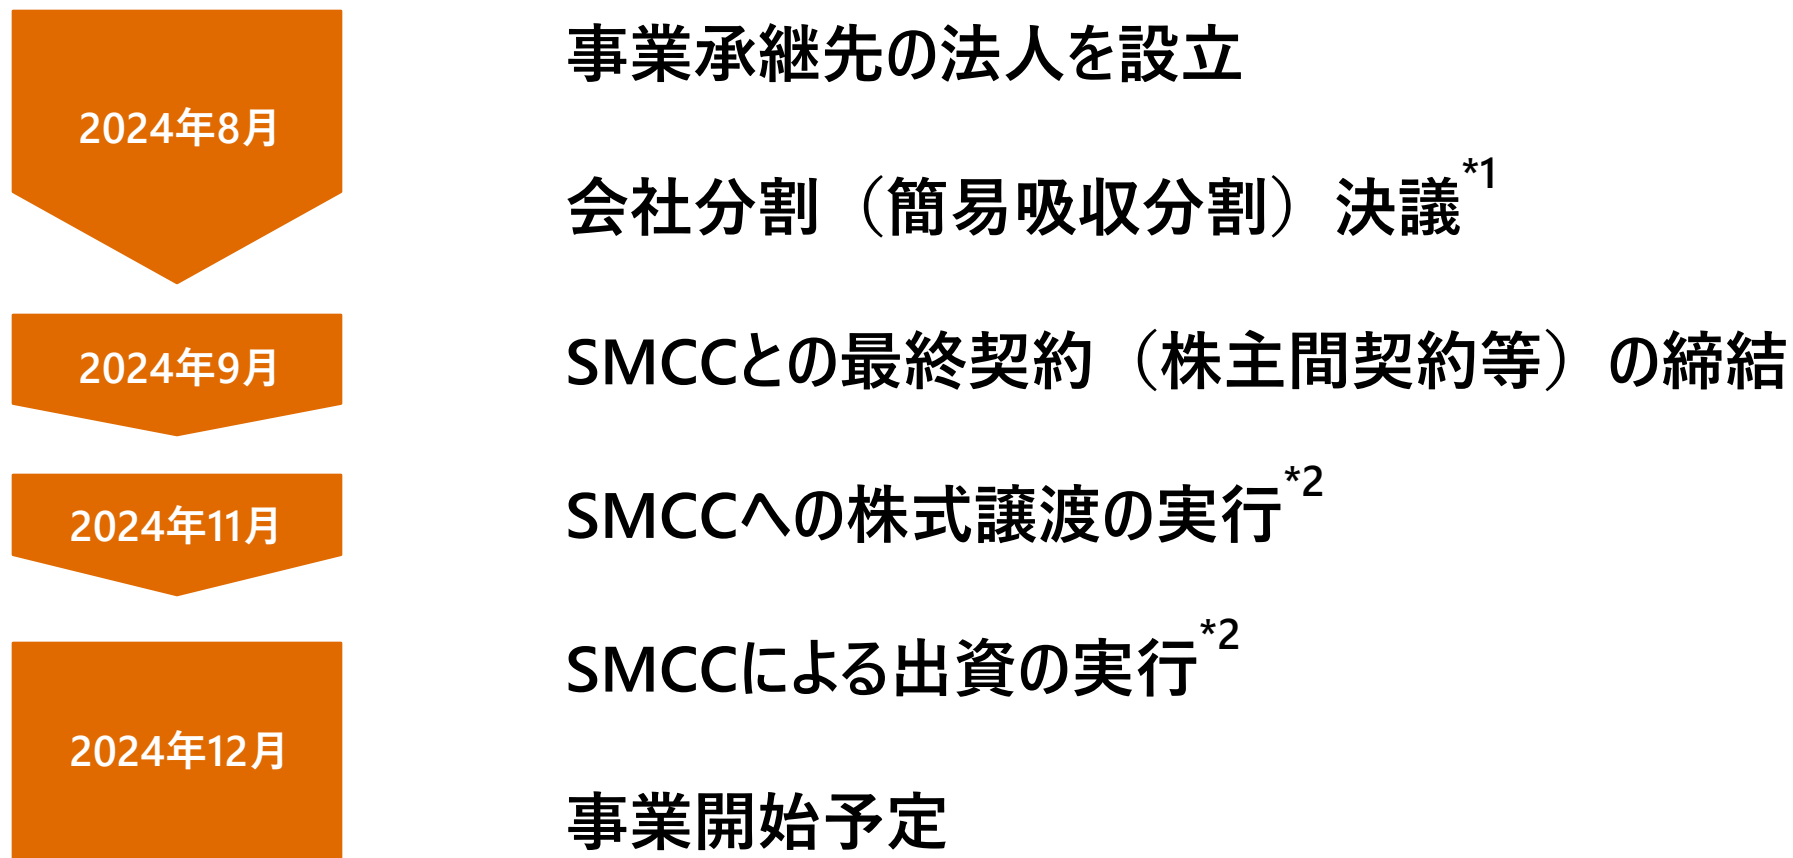 2024年8月
事業承継先の法人を設立
会社分割（簡易吸収分割）決議*1
2024年9月
SMCCとの最終契約（株主間契約等）の締結
2024年11月
SMCCへの株式譲渡の実行*2
2024年12月
SMCCによる出資の実行*2
事業開始予定